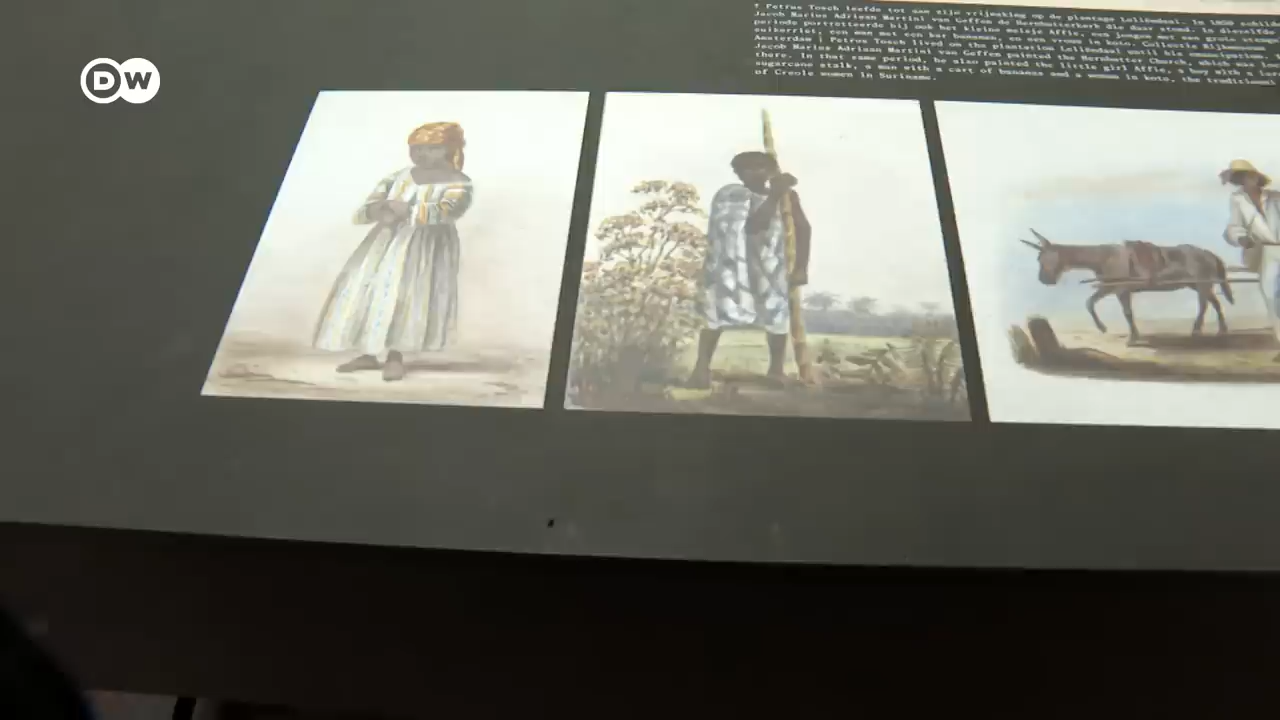 DW
† Petrus Tosch leefde tot aan zijn vrijmaking op de plantage Leliëndaal. In 1850 schilde
Jacob Marius Adriaan Martini van Geffen de Hernhutterkerk die daar stond. In dezelfde
periode portretteerde hij ook het kleine meisje Affie, een jongen met een grote stengel
suikerriet, een man met een kar bananen, en een vrouw in koto. Collectie Rijksmuseum
Amsterdam | Petrus Tosch lived on the plantation Leliëndaal until his emancipation.
Jacob Marius Adriaan Martini van Geffen painted the Hernhutter Church, which was
there. In that same period, he also painted the little girl Affie, a boy with a lar
sugarcane stalk, a man with a cart of bananas and a woman in koto, the traditional
of Creole women in Suriname.